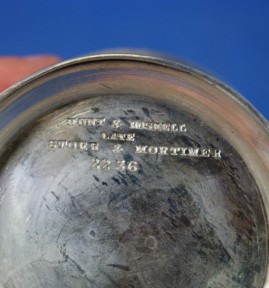 HUNT & ROSKELL
LATE
STORR & MORTIMER
2236